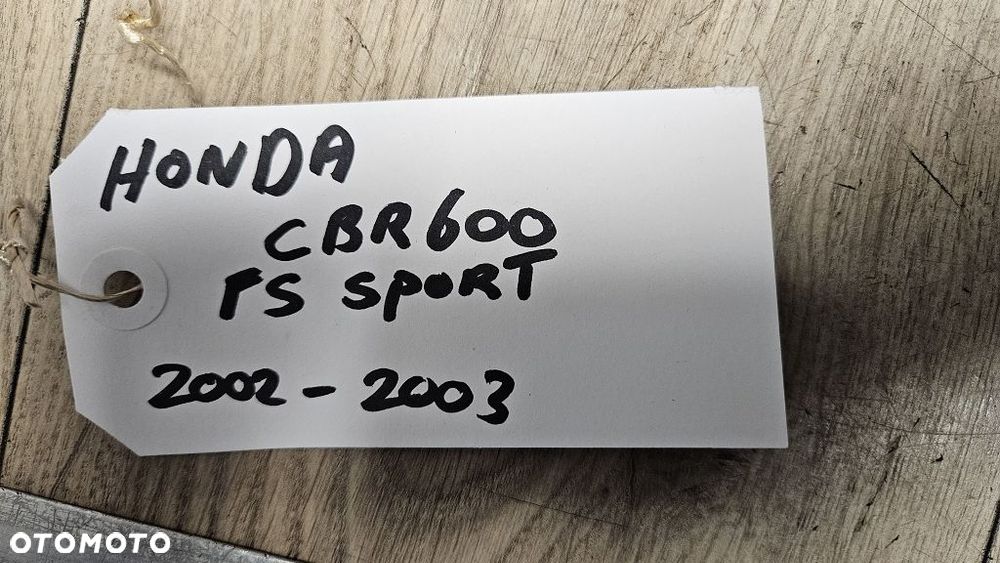 HONDA
CBR600
FS SPORT
2002 - 2003
OTOMOTO